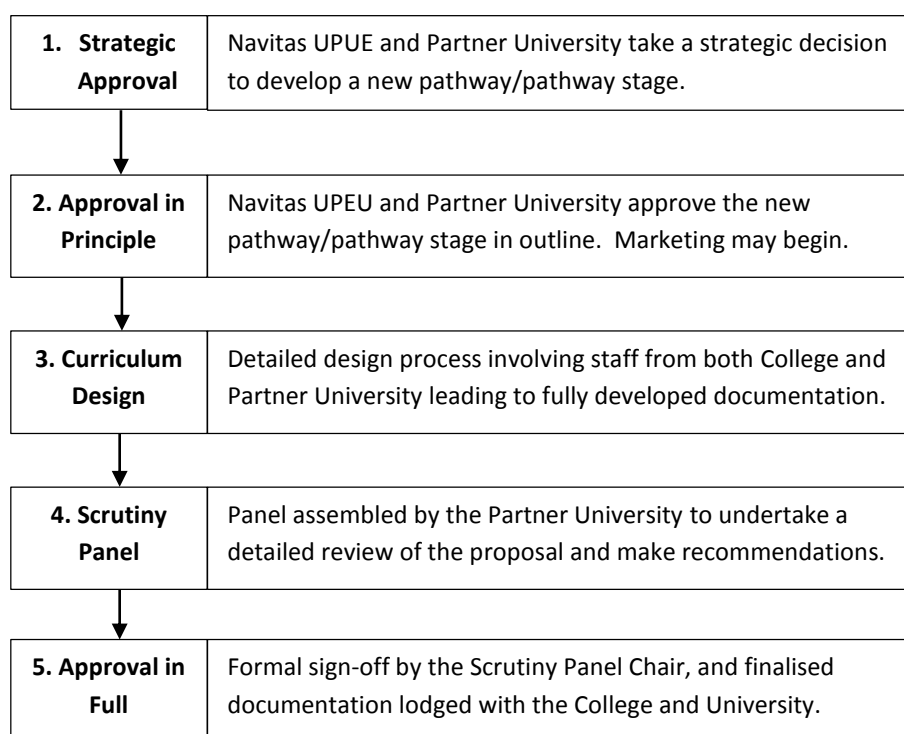 1. Strategic Approval
Navitas UPUE and Partner University take a strategic decision
to develop a new pathway/pathway stage.
2. Approval in Principle
Navitas UPEU and Partner University approve the new
pathway/pathway stage in outline.  Marketing may begin.
3. Curriculum Design
Detailed design process involving staff from both College and
Partner University leading to fully developed documentation.
4. Scrutiny Panel
Panel assembled by the Partner University to undertake a
detailed review of the proposal and make recommendations.
5. Approval in Full
Formal sign-off by the Scrutiny Panel Chair, and finalised
documentation lodged with the College and University.